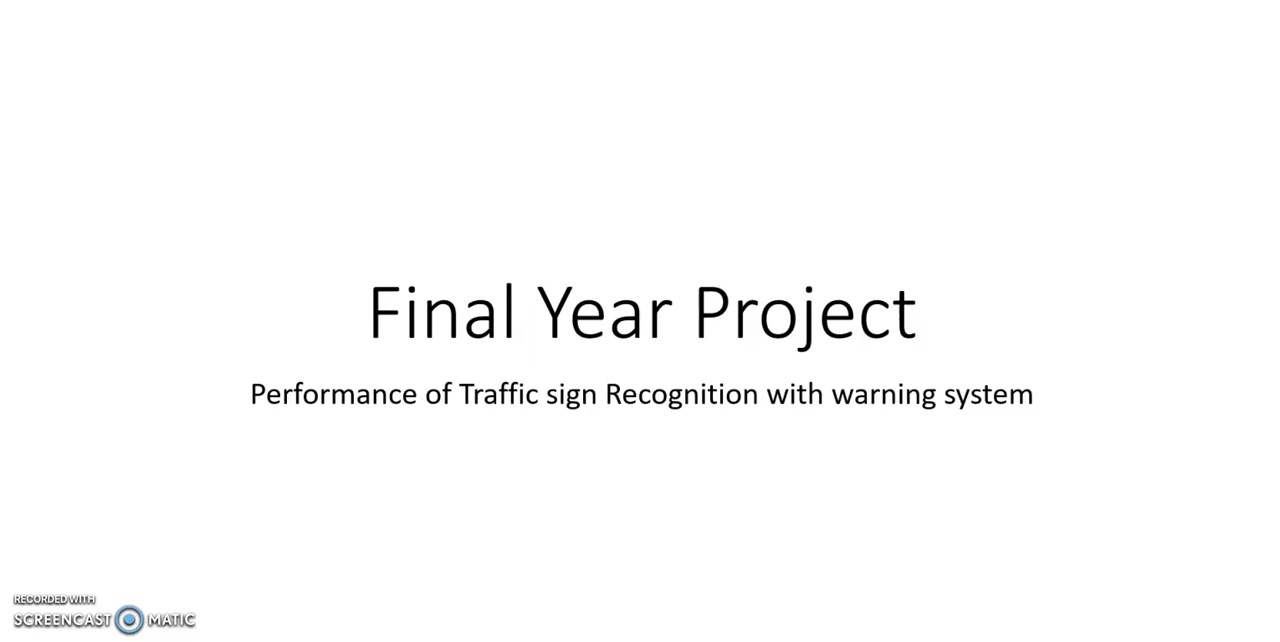 Final Year Project
Performance of Traffic sign Recognition with warning system
RECORDED WITH
SCREENCAST MATIC